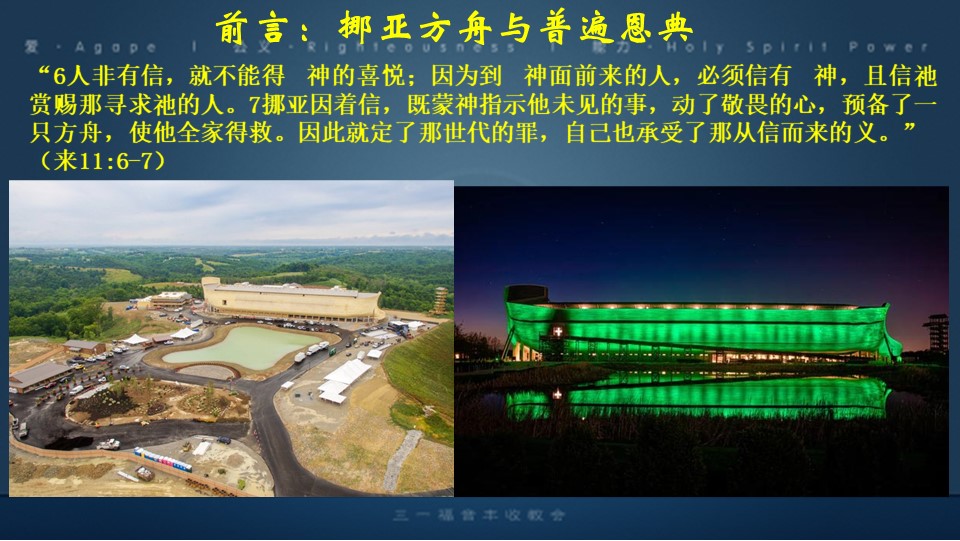 前言：挪亚方舟与普遍恩典
爱 · Agape | 公义 · Righteousness | 能力 · Holy Spirit Power
“6人非有信，就不能得　神的喜悦；因为到　神面前来的人，必须信有　神，且信祂
赏赐那寻求祂的人。7挪亚因着信，既蒙神指示他未见的事，动了敬畏的心，预备了一
只方舟，使他全家得救。因此就定了那世代的罪，自己也承受了那从信而来的义。”
（来11:6-7）
三一福音丰收教会